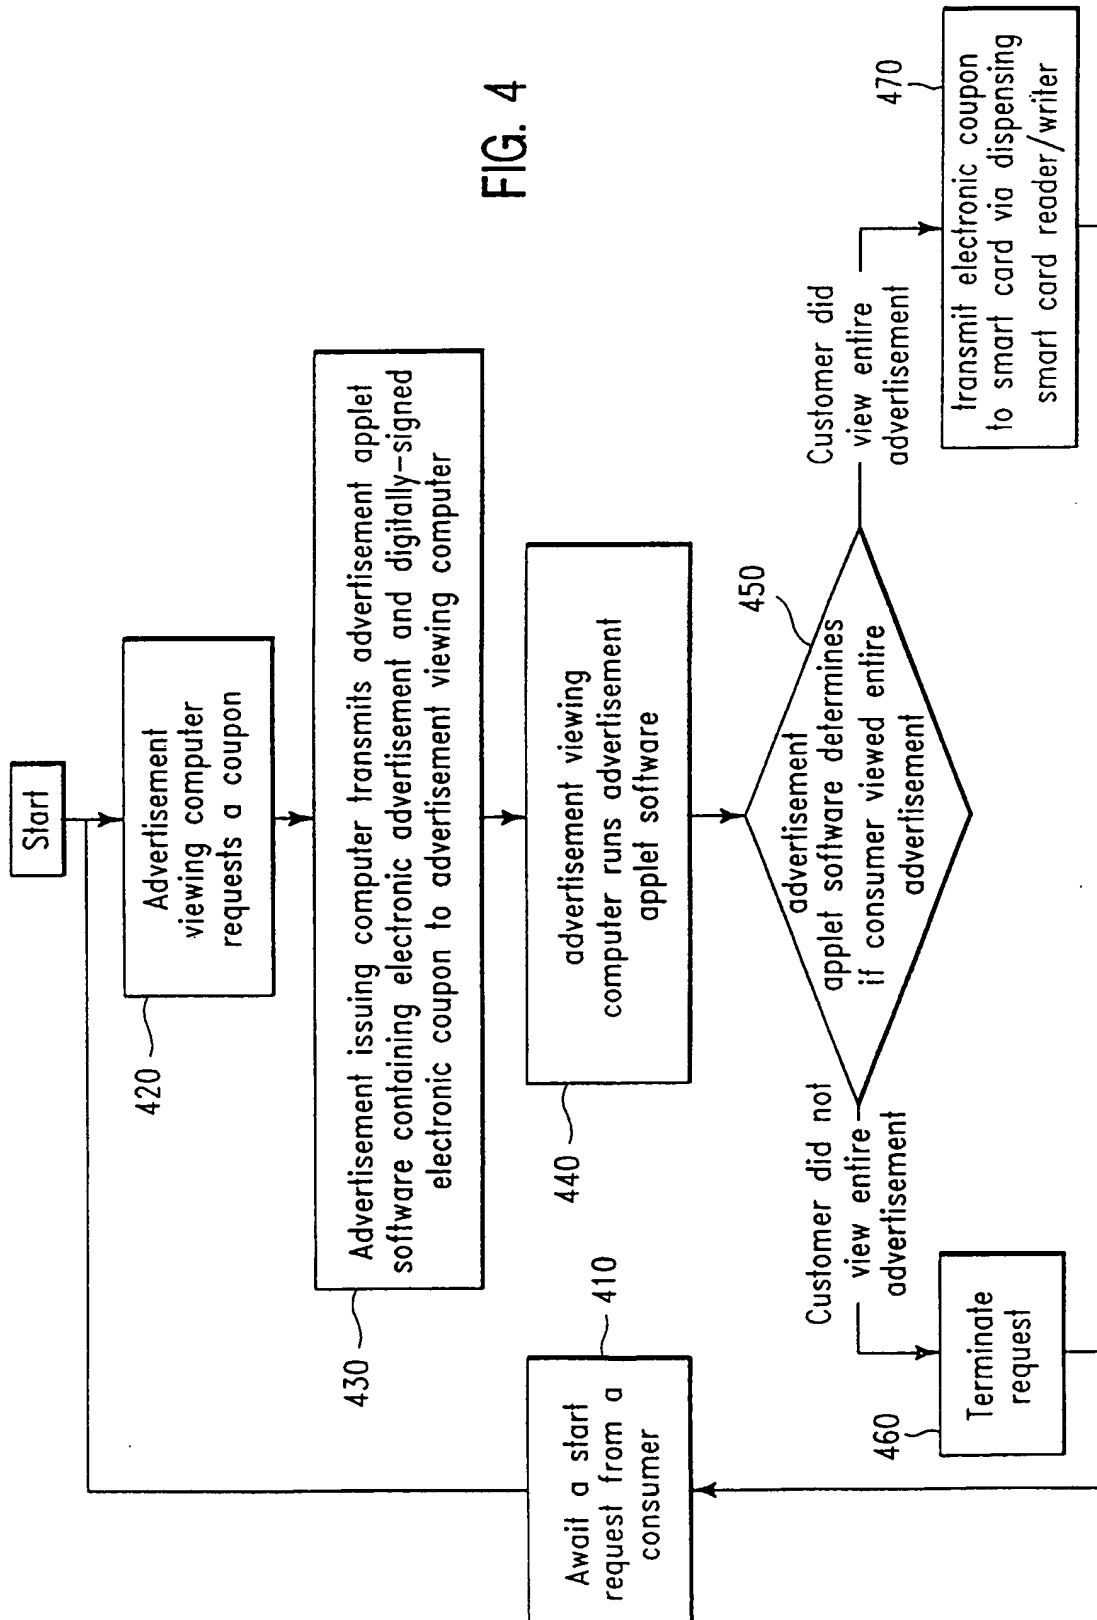 FIG. 4
Start
Advertisement
viewing computer
requests a coupon
420
Advertisement issuing computer transmits advertisement applet
software containing electronic advertisement and digitally-signed
electronic coupon to advertisement viewing computer
430
advertisement viewing
computer runs advertisement
applet software
440
Await a start
request from a
consumer
410
advertisement
applet software determines
if consumer viewed entire
advertisement
450
Customer did not
view entire
advertisement
Customer did
view entire
advertisement
Terminate
request
460
transmit electronic coupon
to smart card via dispensing
smart card reader/writer
470